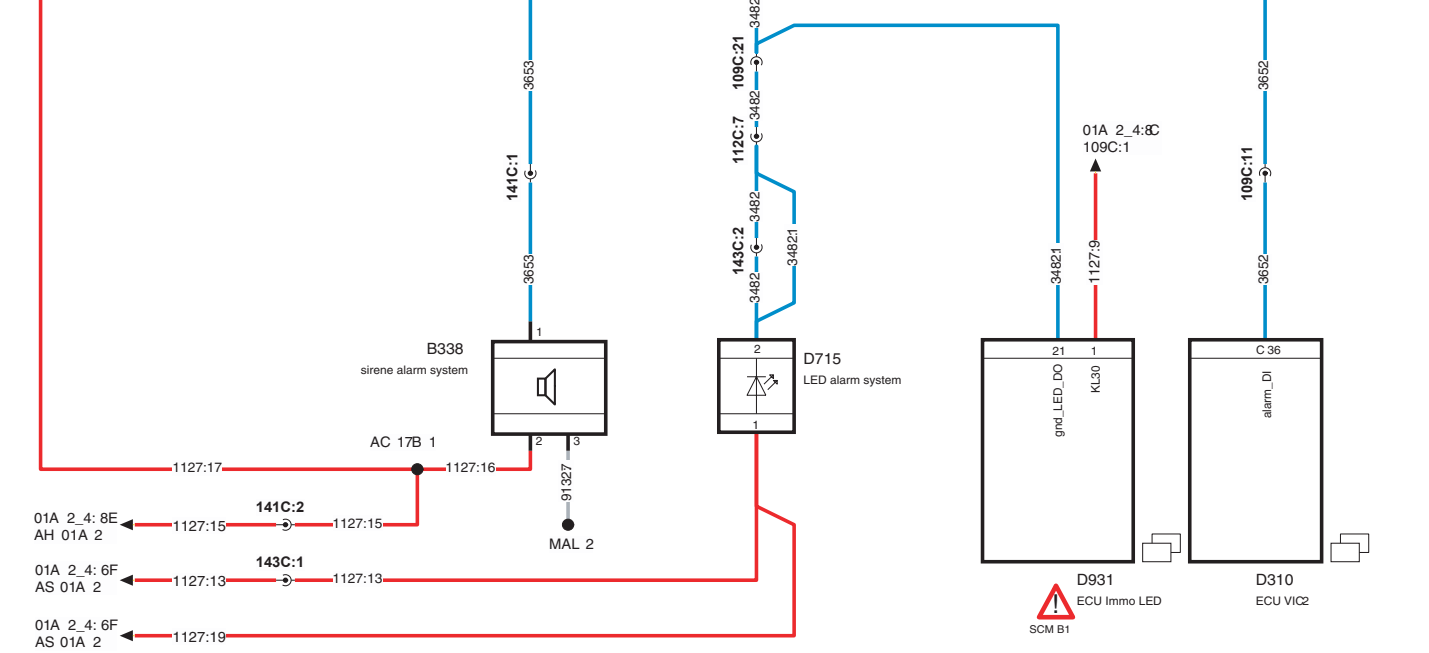 3482
3653
109C:21
3652
3482
112C:7
01A 2_4:8C
109C:1
141C:1
109C:11
3482
143C:2
34821
3653
3482
34821
1127:9
3652
1
B338
sirene alarm system
2
D715
LED alarm system
1
21
1
gnd_LED_DO
KL30
C 36
alarm_DI
2
3
AC 17B 1
1127:17
1127:16
91327
141C:2
01A 2_4: 8E
AH 01A 2
1127:15
1127:15
MAL 2
143C:1
01A 2_4: 6F
AS 01A 2
1127:13
1127:13
D931
ECU Immo LED
!
SCM B1
D310
ECU VIC2
01A 2_4: 6F
AS 01A 2
1127:19